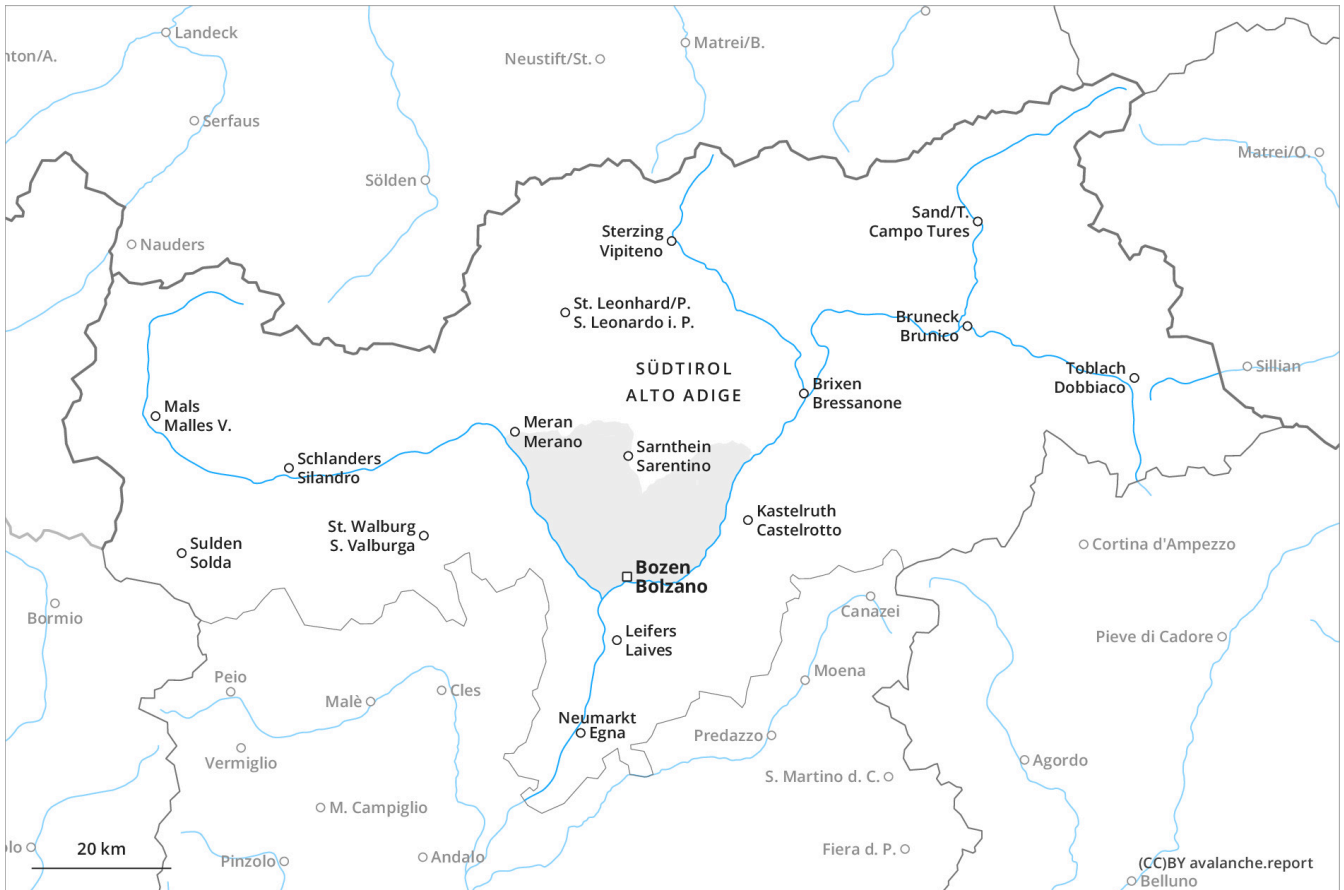 Landeck
Matrei/B.
nton/A.
Neustift/St.
Serfaus
Matrei/O.
Sölden
Sand/T.
Campo Tures
Sterzing
Vipiteno
Nauders
St. Leonhard/P.
S. Leonardo i. P.
Bruneck
Brunico
SÜDTIROL
ALTO ADIGE
Toblach
Dobbiaco
Sillian
Brixen
Bressanone
Mals
Malles V.
Meran
Merano
Sarnthein
Sarentino
Schlanders
Silandro
Kastelruth
Castelrotto
St. Walburg
S. Valburga
Sulden
Solda
Cortina d'Ampezzo
Bozen
Bolzano
Bormio
Canazei
Leifers
Laives
Pieve di Cadore
Peio
Moena
Malè
Cles
Neumarkt
Egna
Predazzo
Vermiglio
Agordo
S. Martino d. C.
M. Campiglio
20 km
olo
Pinzolo
Andalo
Fiera d. P.
(CC)BY avalanche.report
Belluno